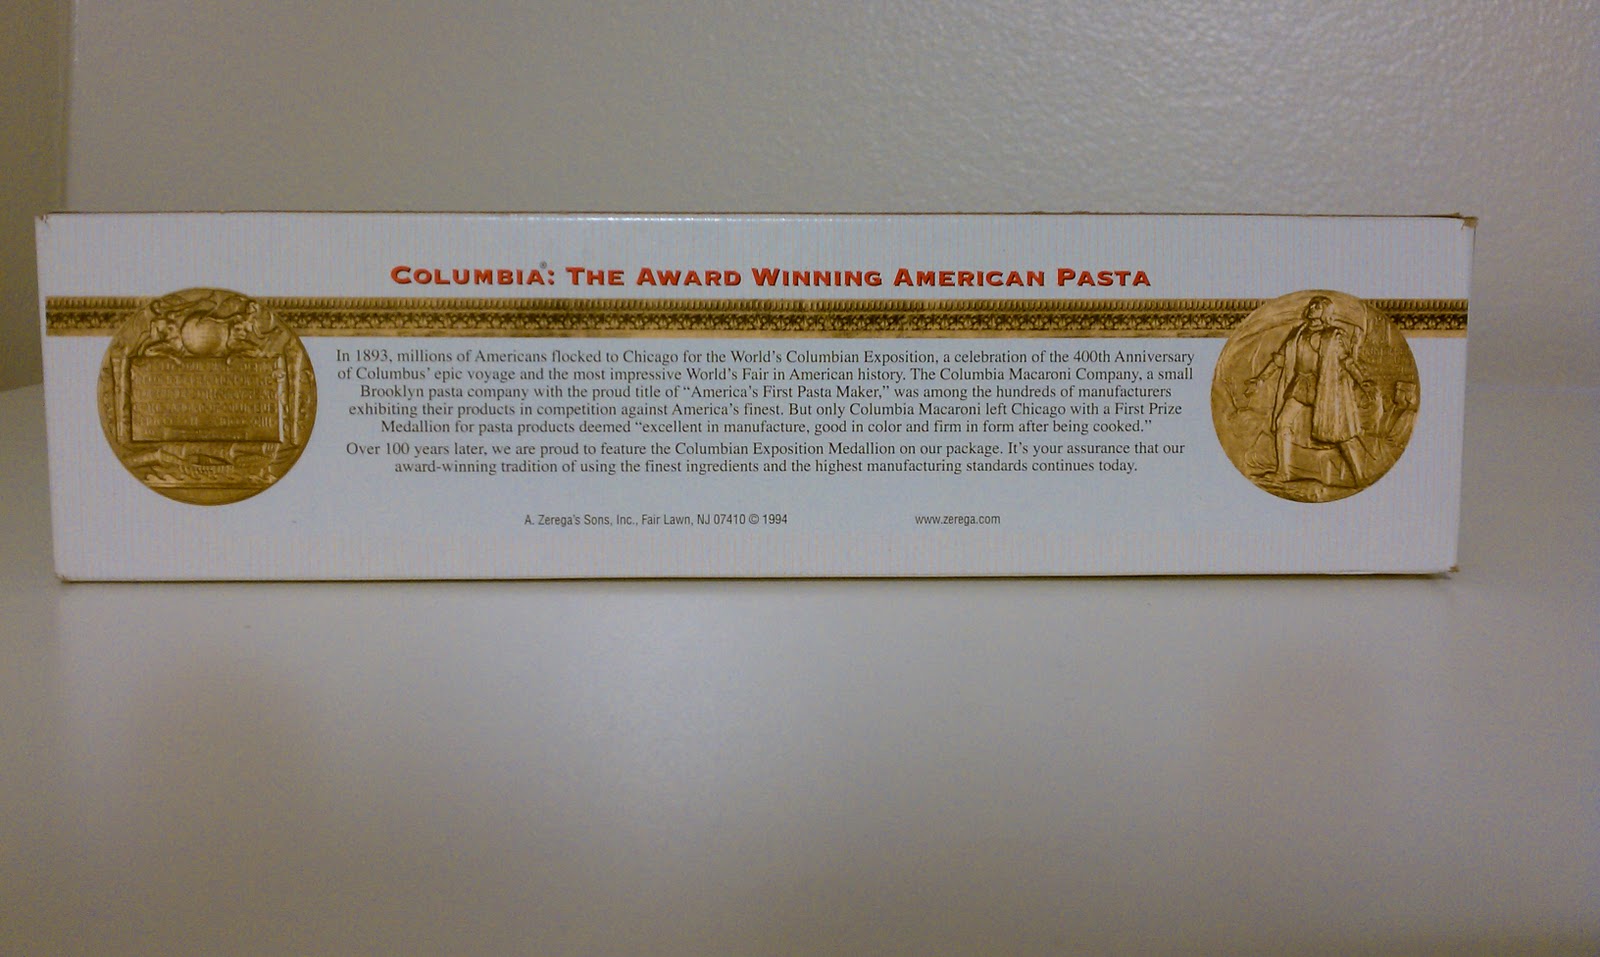 COLUMBIA®: THE AWARD WINNING AMERICAN PASTA
In 1893, millions of Americans flocked to Chicago for the World's Columbian Exposition, a celebration of the 400th Anniversary
of Columbus' epic voyage and the most impressive World's Fair in American history. The Columbia Macaroni Company, a small
Brooklyn pasta company with the proud title of "America's First Pasta Maker," was among the hundreds of manufacturers
exhibiting their products in competition against America's finest. But only Columbia Macaroni left Chicago with a First Prize
Medallion for pasta products deemed "excellent in manufacture, good in color and firm in form after being cooked."
Over 100 years later, we are proud to feature the Columbian Exposition Medallion on our package. It's your assurance that our
award-winning tradition of using the finest ingredients and the highest manufacturing standards continues today.
A. Zerega's Sons, Inc., Fair Lawn, NJ 07410 © 1994
www.zerega.com